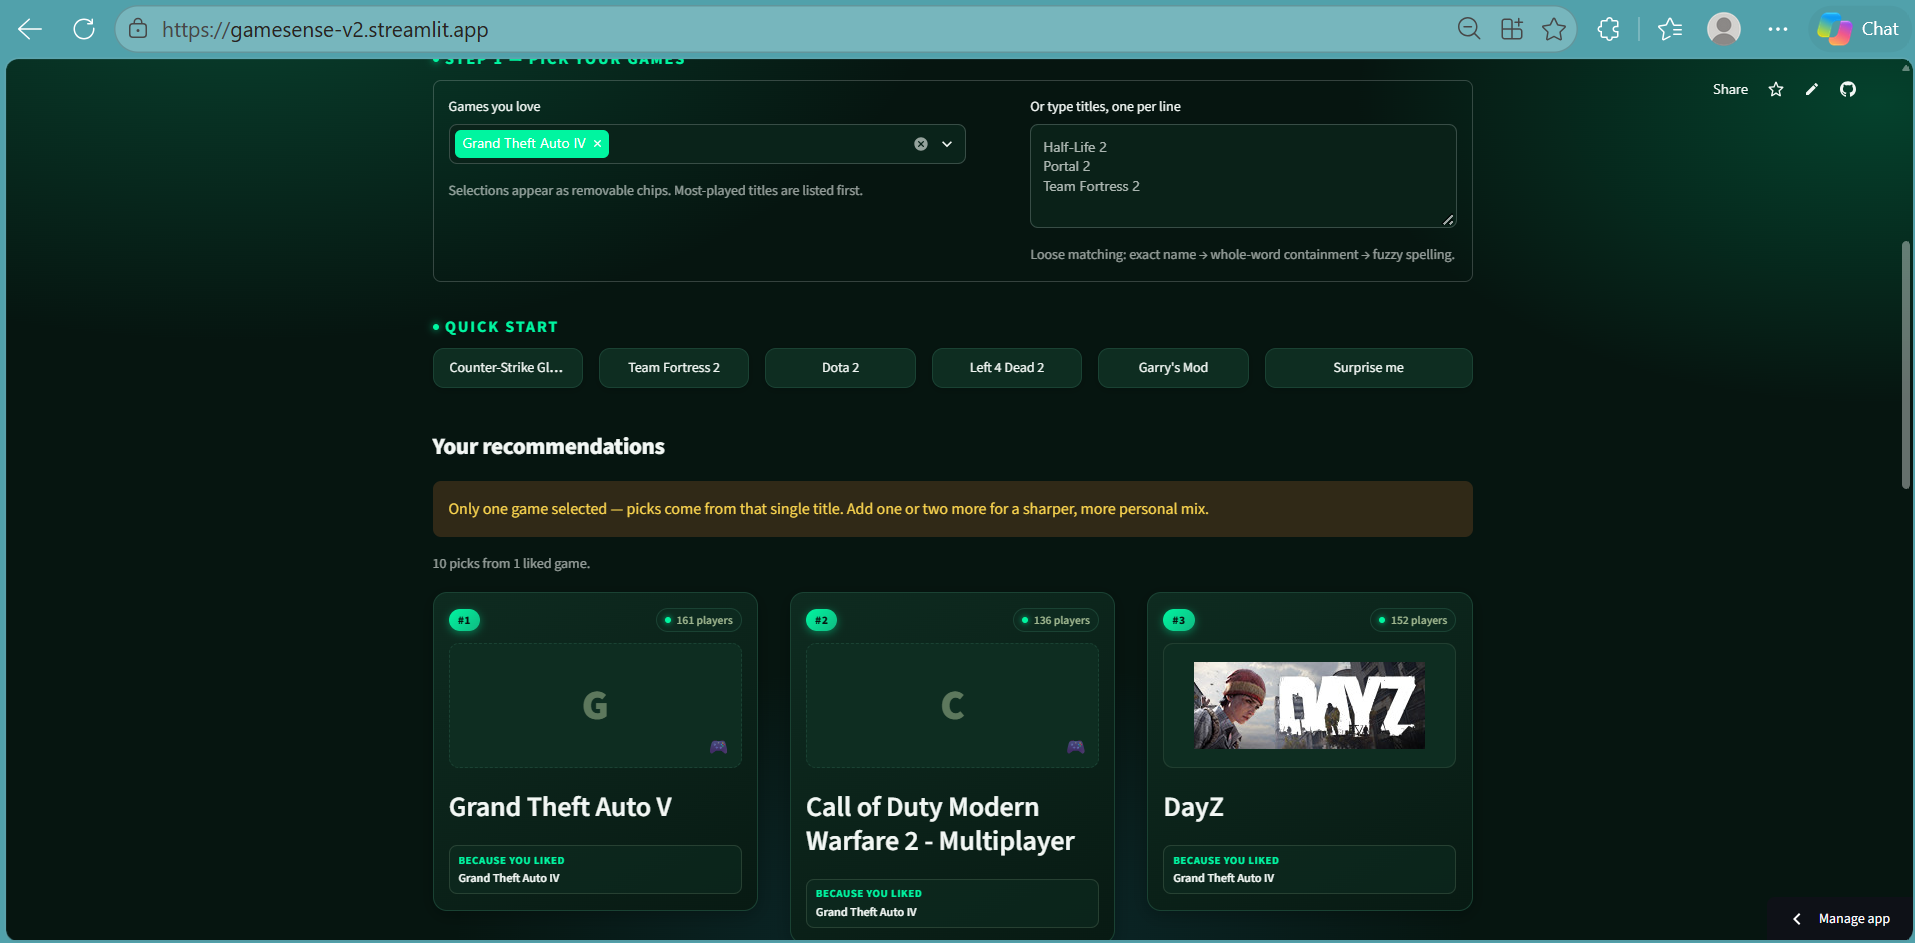 https://gamesense-v2.streamlit.app
Chat
STEP 1 — PICK YOUR GAMES
Share
Games you love
Grand Theft Auto IV
Selections appear as removable chips. Most-played titles are listed first.
Or type titles, one per line
Half-Life 2
Portal 2
Team Fortress 2
Loose matching: exact name → whole-word containment → fuzzy spelling.
QUICK START
Counter-Strike Gl...
Team Fortress 2
Dota 2
Left 4 Dead 2
Garry's Mod
Surprise me
Your recommendations
Only one game selected — picks come from that single title. Add one or two more for a sharper, more personal mix.
10 picks from 1 liked game.
#1
161 players
G
Grand Theft Auto V
BECAUSE YOU LIKED
Grand Theft Auto IV
#2
136 players
C
Call of Duty Modern
Warfare 2 - Multiplayer
BECAUSE YOU LIKED
Grand Theft Auto IV
#3
152 players
DAYZ
DayZ
BECAUSE YOU LIKED
Grand Theft Auto IV
Manage app